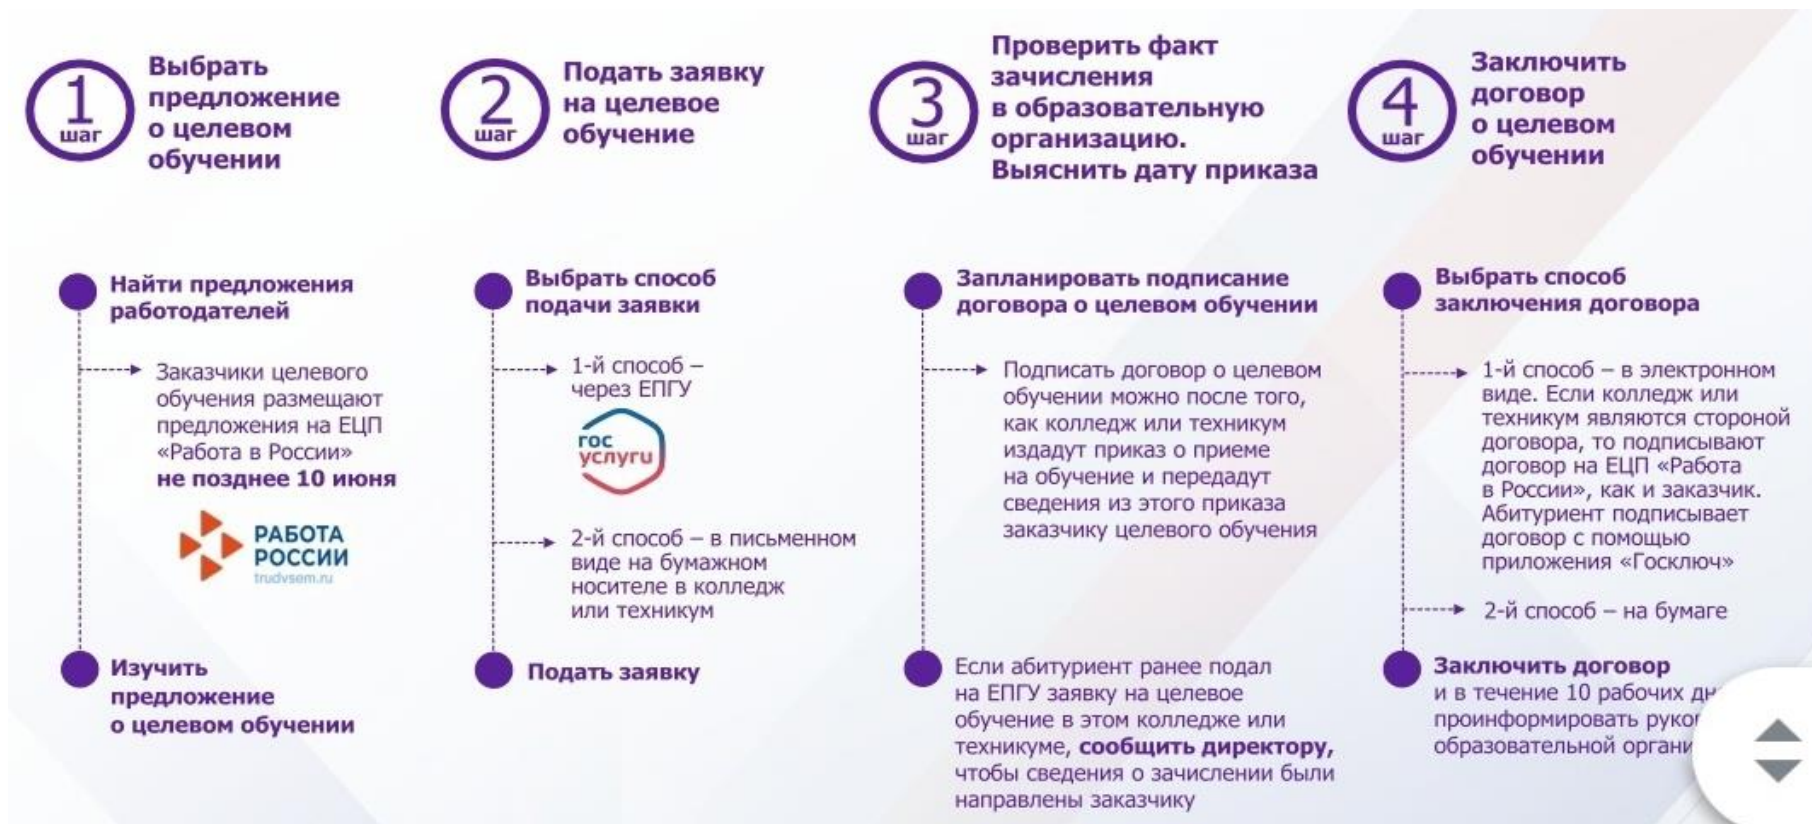 1
шаг
Выбрать
предложение
о целевом
обучении
2
шаг
Подать заявку
на целевое
обучение
3
шаг
Проверить факт
зачисления
в образовательную
организацию.
Выяснить дату приказа
4
шаг
Заключить
договор
о целевом
обучении
Найти предложения
работодателей
Заказчики целевого
обучения размещают
предложения на ЕЦП
«Работа в России»
не позднее 10 июня
РАБОТА
РОССИИ
trudvsem.ru
Изучить
предложение
о целевом обучении
Выбрать способ
подачи заявки
1-й способ –
через ЕПГУ
гос
услуги
2-й способ – в письменном
виде на бумажном
носителе в колледж
или техникум
Подать заявку
Запланировать подписание
договора о целевом обучении
Подписать договор о целевом
обучении можно после того,
как колледж или техникум
издадут приказ о приеме
на обучение и передадут
сведения из этого приказа
заказчику целевого обучения
Если абитуриент ранее подал
на ЕПГУ заявку на целевое
обучение в этом колледже или
техникуме, сообщить директору,
чтобы сведения о зачислении были
направлены заказчику
Выбрать способ
заключения договора
1-й способ – в электронном
виде. Если колледж или
техникум являются стороной
договора, то подписывают
договор на ЕЦП «Работа
в России», как и заказчик.
Абитуриент подписывает
договор с помощью
приложения «Госключ»
2-й способ – на бумаге
Заключить договор
и в течение 10 рабочих
проинформировать
образовательной